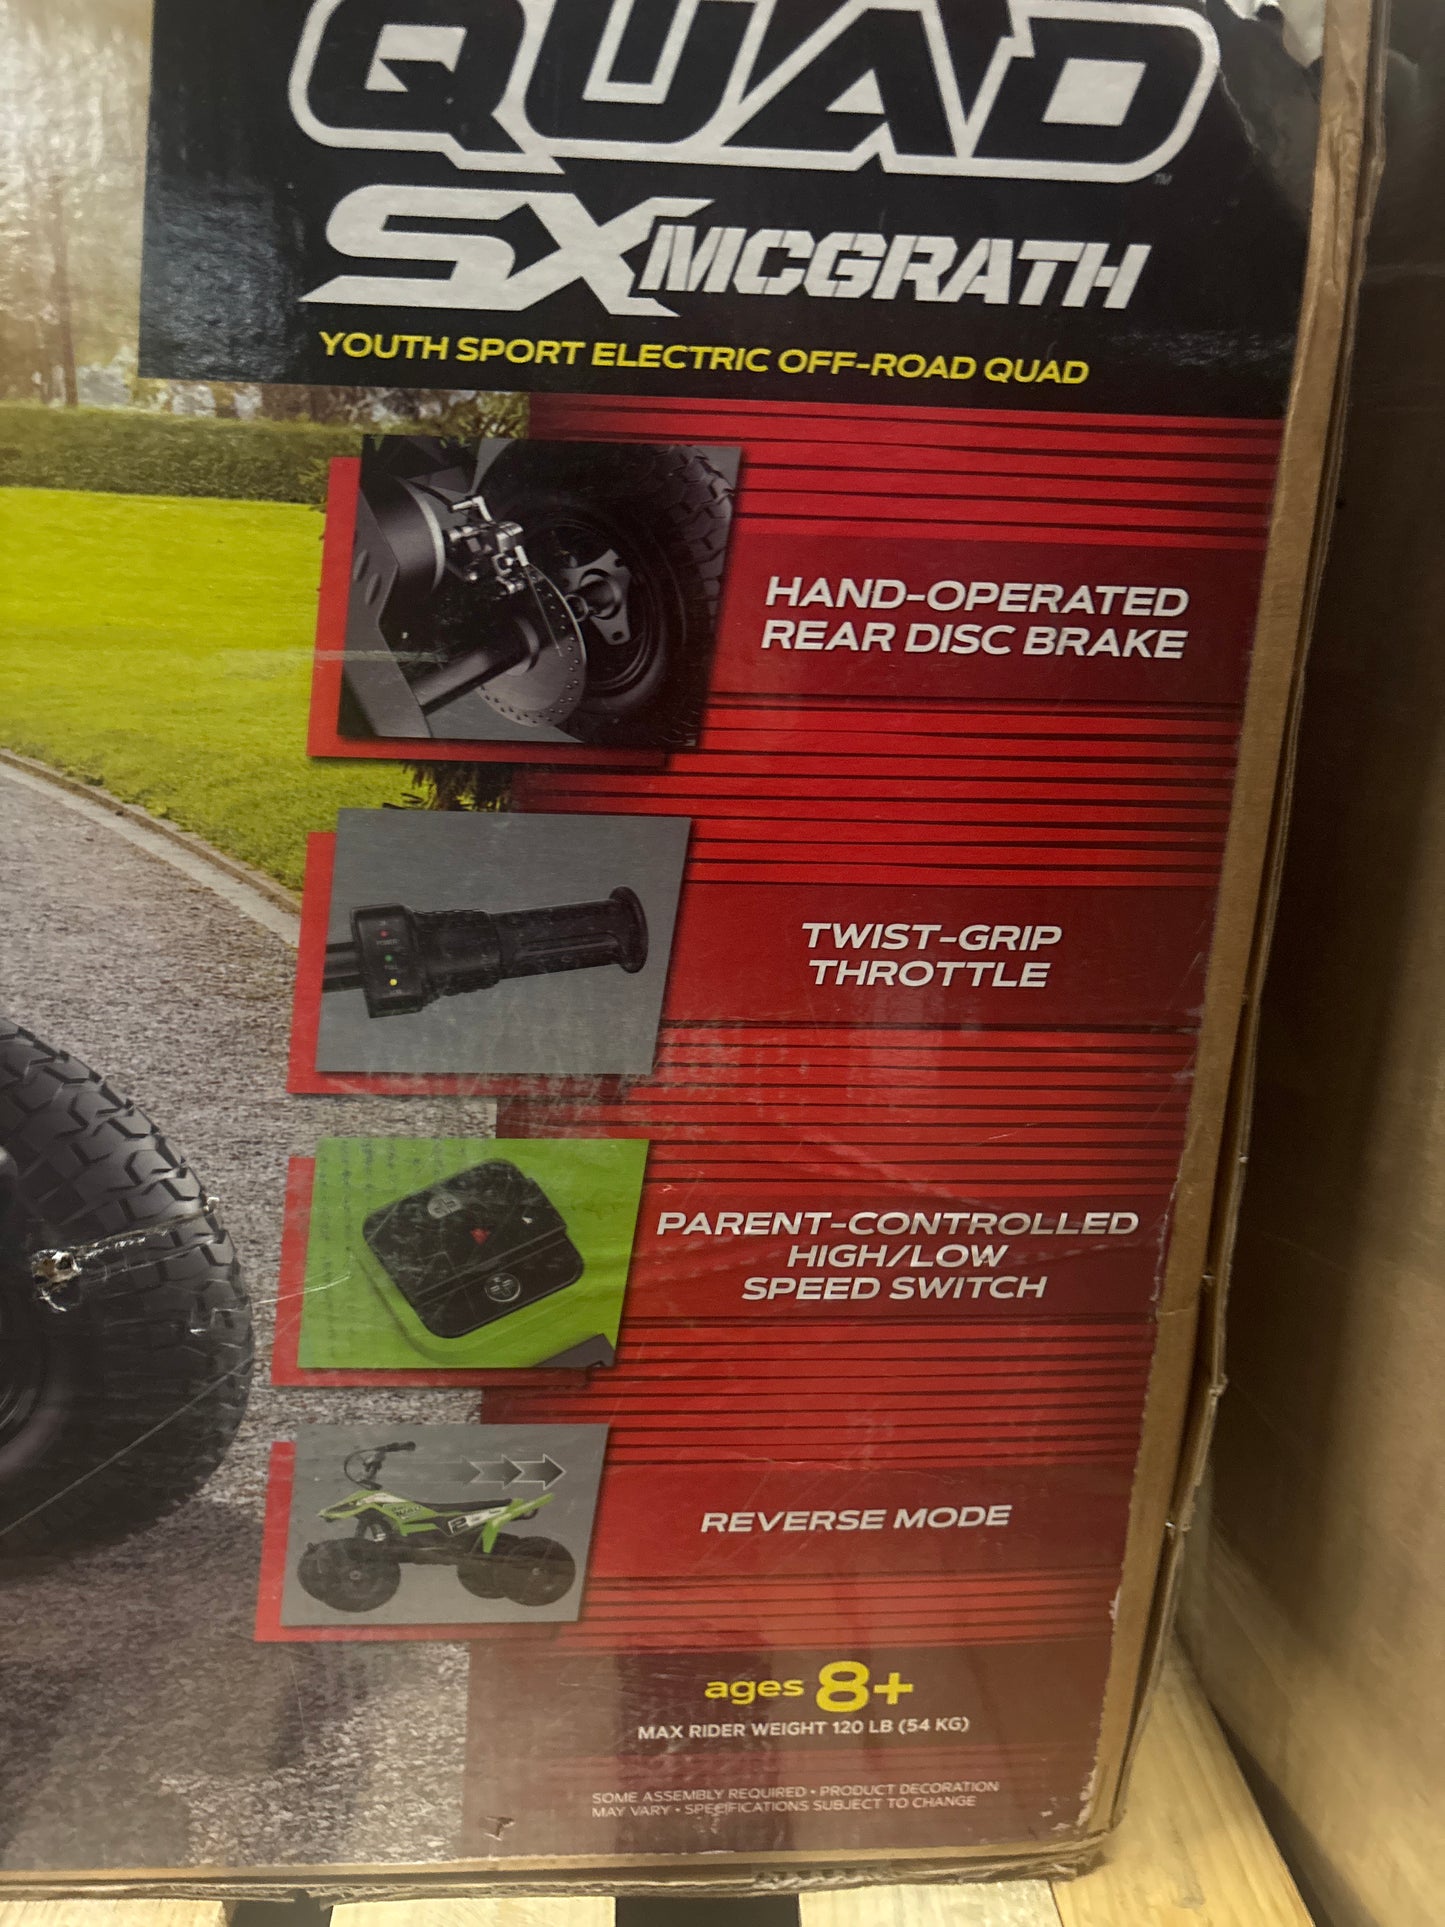 QUAD
SX MCGRATH
YOUTH SPORT ELECTRIC OFF-ROAD QUAD
HAND-OPERATED
REAR DISC BRAKE
TWIST-GRIP
THROTTLE
PARENT-CONTROLLED
HIGH/LOW
SPEED SWITCH
REVERSE MODE
ages 8+
MAX RIDER WEIGHT 120 LB (54 KG)
SOME ASSEMBLY REQUIRED • PRODUCT DECORATION
MAY VARY • SPECIFICATIONS SUBJECT TO CHANGE